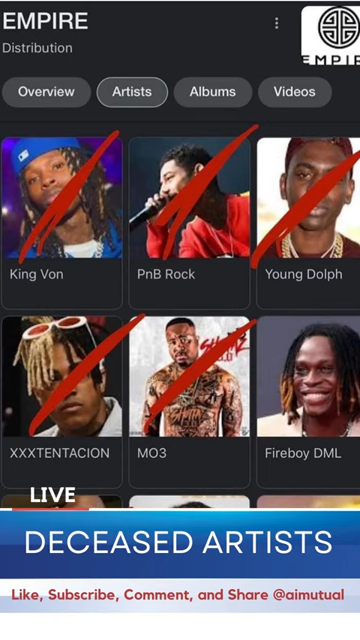 EMPIRE
Distribution
EMPIE
Overview
Artists
Albums
Videos
King Von
PnB Rock
Young Dolph
XXXTENTACION
MO3
Fireboy DML
LIVE
DECEASED ARTISTS
Like, Subscribe, Comment, and Share @aimutual